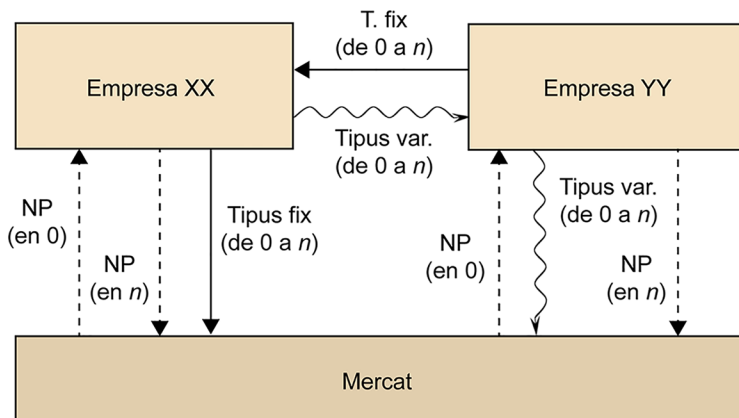 T. fix
(de 0 a n)
Empresa XX
Empresa YY
Tipus var.
(de 0 a n)
NP
(en 0)
NP
(en n)
Tipus fix
(de 0 a n)
NP
(en 0)
Tipus var.
(de 0 a n)
NP
(en n)
Mercat